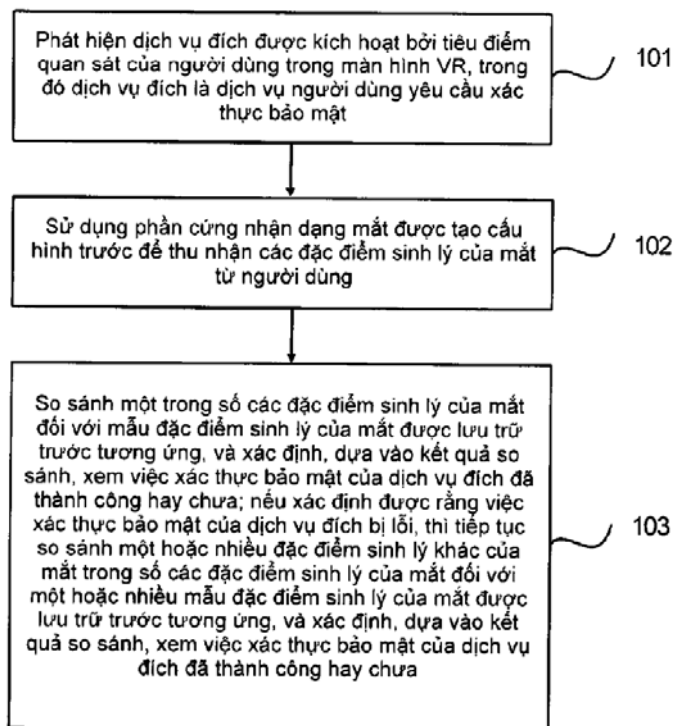 Phát hiện dịch vụ đích được kích hoạt bởi tiêu điểm
quan sát của người dùng trong màn hình VR, trong
đó dịch vụ đích là dịch vụ người dùng yêu cầu xác
thực bảo mật
101
Sử dụng phần cứng nhận dạng mắt được tạo cấu
hình trước để thu nhận các đặc điểm sinh lý của mắt
từ người dùng
102
So sánh một trong số các đặc điểm sinh lý của mắt
đối với mẫu đặc điểm sinh lý của mắt được lưu trữ
trước tương ứng, và xác định, dựa vào kết quả so
sánh, xem việc xác thực bảo mật của dịch vụ đích đã
thành công hay chưa; nếu xác định được rằng việc
xác thực bảo mật của dịch vụ đích bị lỗi, thì tiếp tục
so sánh một hoặc nhiều đặc điểm sinh lý khác của
mắt trong số các đặc điểm sinh lý của mắt đối với
một hoặc nhiều mẫu đặc điểm sinh lý của mắt được
lưu trữ trước tương ứng, và xác định, dựa vào kết
quả so sánh, xem việc xác thực bảo mật của dịch vụ
đích đã thành công hay chưa
103